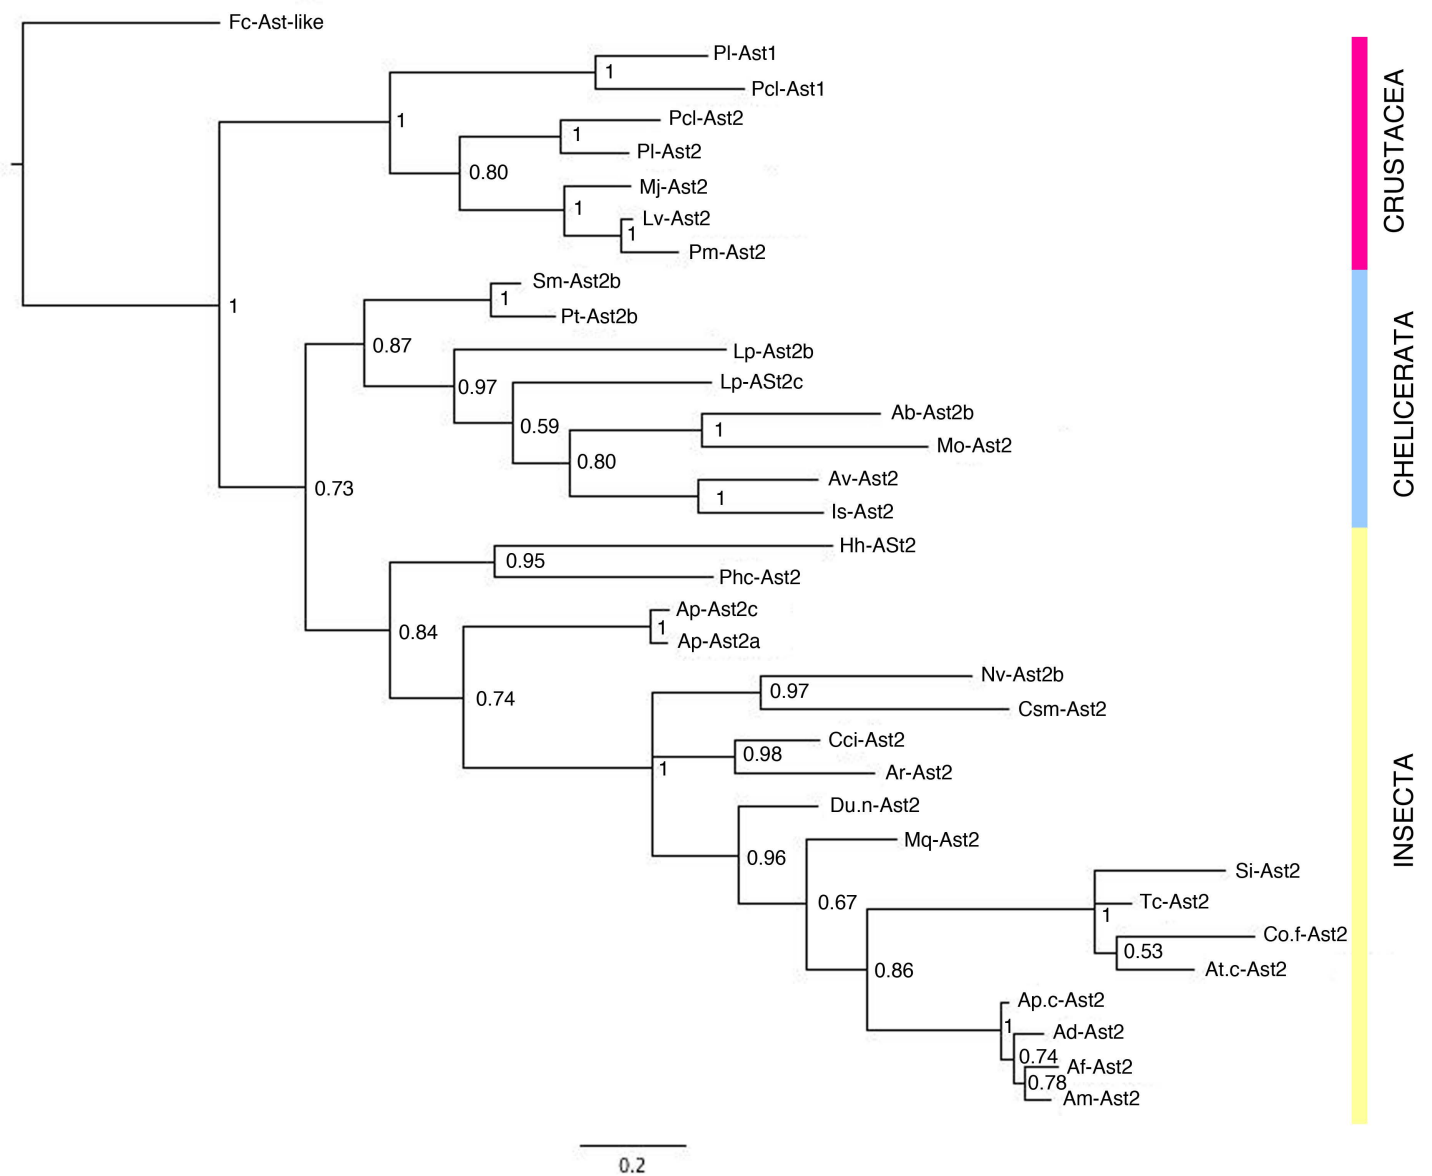 Fc-Ast-like
Pl-Ast1
1
Pcl-Ast1
Pcl-Ast2
1
1
Pl-Ast2
0.80
Mj-Ast2
1
Lv-Ast2
1
Pm-Ast2
CRUSTACEA
Sm-Ast2b
1
1
Pt-Ast2b
0.87
Lp-Ast2b
0.97
Lp-ASt2c
Ab-Ast2b
0.59
1
Mo-Ast2
0.80
Av-Ast2
0.73
1
Is-Ast2
CHELICERATA
Hh-ASt2
0.95
Phc-Ast2
Ap-Ast2c
0.84
1
Ap-Ast2a
Nv-Ast2b
0.74
0.97
Csm-Ast2
Cci-Ast2
0.98
1
Ar-Ast2
Du.n-Ast2
Mq-Ast2
0.96
Si-Ast2
0.67
Tc-Ast2
1
Co.f-Ast2
0.53
0.86
At.c-Ast2
Ap.c-Ast2
1
Ad-Ast2
0.74
Af-Ast2
0.78
Am-Ast2
INSECTA
0.2